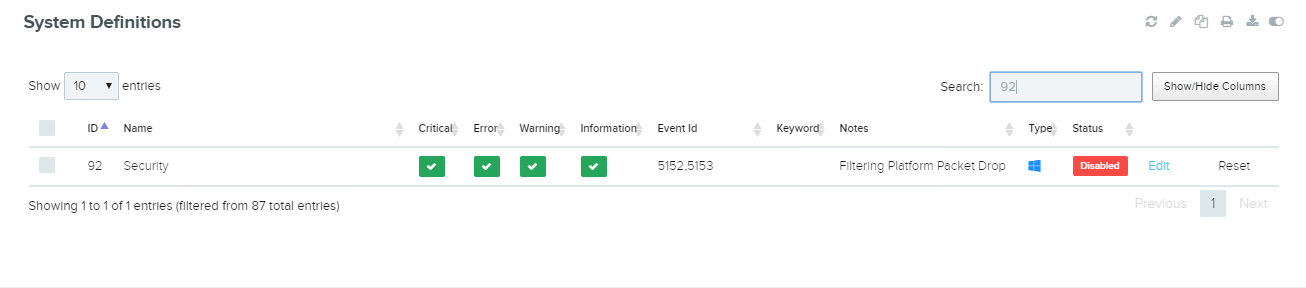 System Definitions
Show 10 entries
Search: 92 Show/Hide Columns
ID Name Critical Error Warning Information Event Id Keyword Notes Type Status
92 Security 5152,5153 Filtering Platform Packet Drop Disabled Edit Reset
Showing 1 to 1 of 1 entries (filtered from 87 total entries)
Previous 1 Next